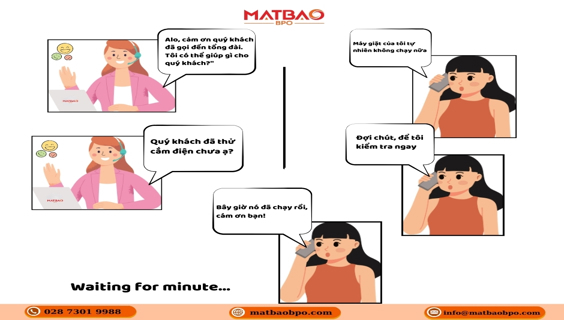 MATBAO
BPO
Alo, cảm ơn quý khách
đã gọi đến tổng đài.
Tôi có thể giúp gì cho
quý khách?"
Máy giặt của tôi tự
nhiên không chạy nữa
Quý khách đã thử
cắm điện chưa ạ?
Đợi chút, để tôi
kiểm tra ngay
Bây giờ nó đã chạy rồi,
cảm ơn bạn!
Waiting for minute...
028 7301 9988
matbaobpo.com
info@matbaobpo.com